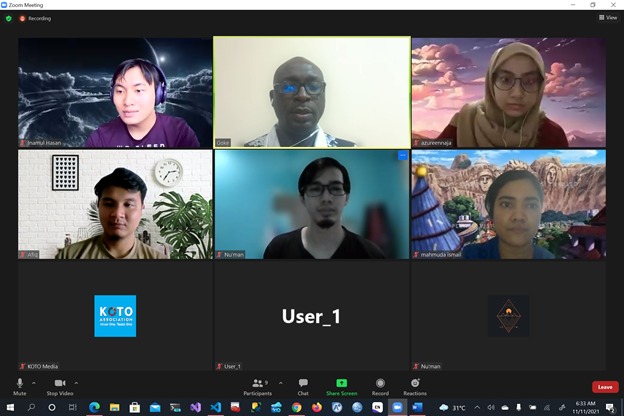 Zoom Meeting
Recording
View
Inamul Hasan
Goke
azureennaja
Afiq
Nu'man
mahmuda ismail
KOTO
ASSOCIATION
KOTO Media
User_1
User_1
Nu'man
Mute
Stop Video
Participants
9
Chat
Share Screen
Record
Reactions
Leave
31°C
6:33 AM
11/11/2021